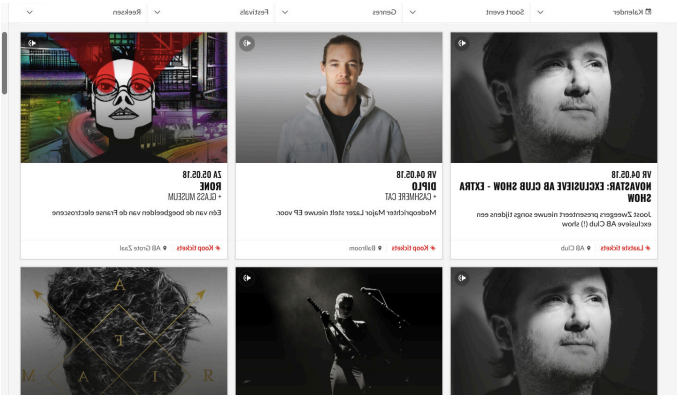 Kalender
Soort event
Genres
Festivals
Reeksen
VR 04.05.18
NOVASTAR: EXCLUSIEVE AB CLUB SHOW - EXTRA
SHOW
Joost Zweegers presenteert nieuwe songs tijdens een
exclusieve AB Club (!) show
Laatste tickets AB Club
VR 04.05.18
DIPLO
+ CASHMERE CAT
Medeoprichter Major Lazer stelt nieuwe EP voor.
Koop tickets Ballroom
ZA 05.05.18
RONE
+ GLASS MUSEUM
Eén van de boegbeelden van de Franse electroscene
Koop tickets AB Grote Zaal